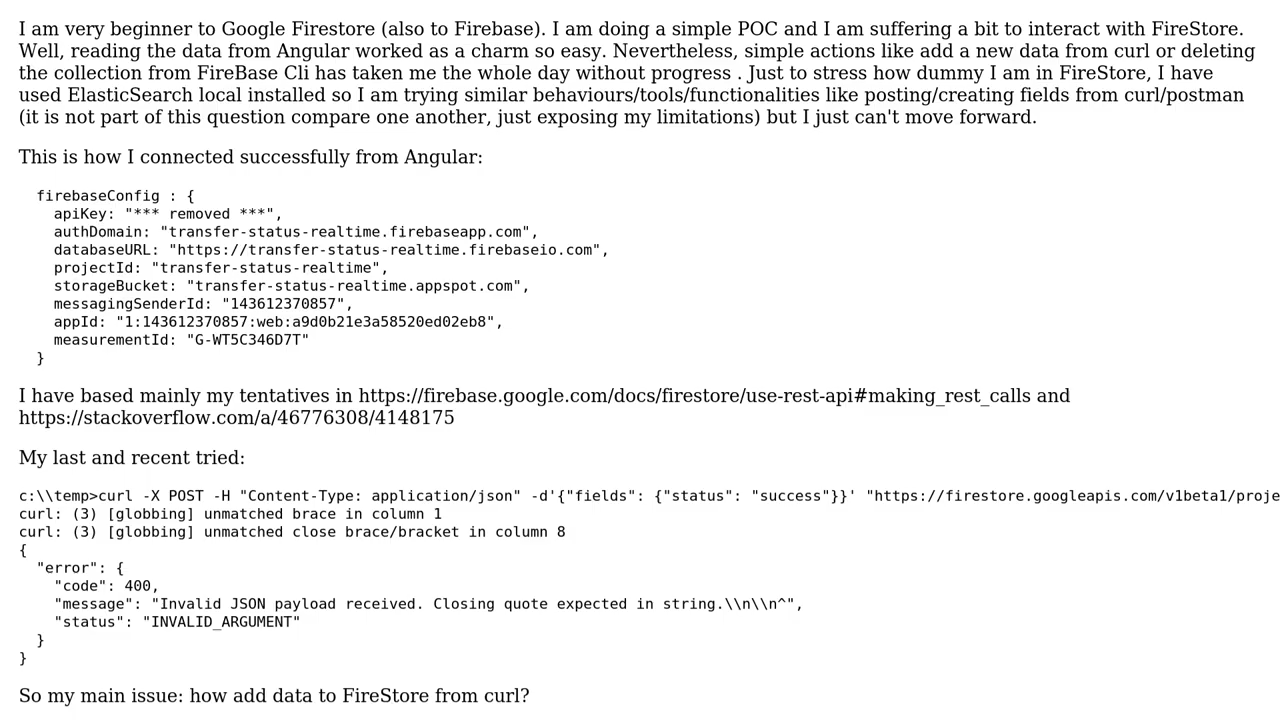 I am very beginner to Google Firestore (also to Firebase). I am doing a simple POC and I am suffering a bit to interact with FireStore.
Well, reading the data from Angular worked as a charm so easy. Nevertheless, simple actions like add a new data from curl or deleting
the collection from FireBase Cli has taken me the whole day without progress . Just to stress how dummy I am in FireStore, I have
used ElasticSearch local installed so I am trying similar behaviours/tools/functionalities like posting/creating fields from curl/postman
(it is not part of this question compare one another, just exposing my limitations) but I just can't move forward.
This is how I connected successfully from Angular:
firebaseConfig : {
apiKey: "*** removed ***",
authDomain: "transfer-status-realtime.firebaseapp.com",
databaseURL: "https://transfer-status-realtime.firebaseio.com",
projectId: "transfer-status-realtime",
storageBucket: "transfer-status-realtime.appspot.com",
messagingSenderId: "143612370857",
appId: "1:143612370857:web:a9d0b21e3a58520ed02eb8",
measurementId: "G-WT5C346D7T"
}
I have based mainly my tentatives in https://firebase.google.com/docs/firestore/use-rest-api#making_rest_calls and
https://stackoverflow.com/a/46776308/4148175
My last and recent tried:
c:\\temp>curl -X POST -H "Content-Type: application/json" -d'{"fields": {"status": "success"}}' "https://firestore.googleapis.com/v1beta1/proje
curl: (3) [globbing] unmatched brace in column 1
curl: (3) [globbing] unmatched close brace/bracket in column 8
{
"error": {
"code": 400,
"message": "Invalid JSON payload received. Closing quote expected in string.\\n\\n^",
"status": "INVALID_ARGUMENT"
}
}
So my main issue: how add data to FireStore from curl?